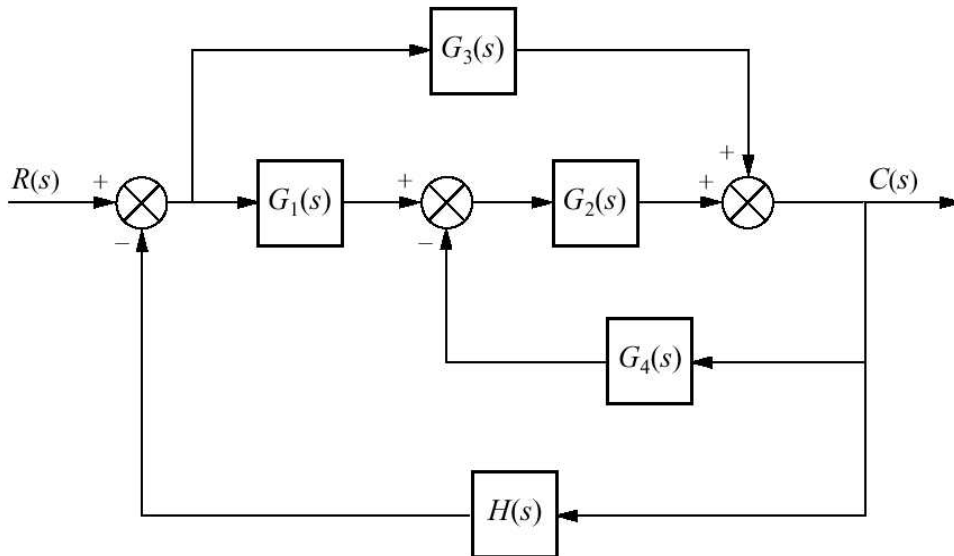 G₃(s)
R(s)
+
−
G₁(s)
+
−
G₂(s)
+
+
C(s)
G₄(s)
H(s)